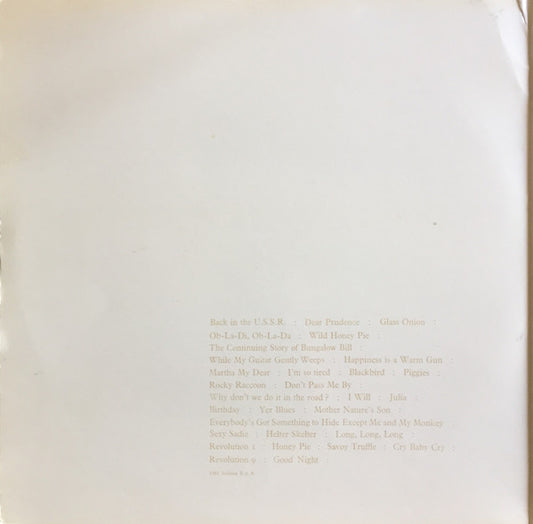 Back in the U.S.S.R. : Dear Prudence : Glass Onion :
Ob-La-Di, Ob-La-Da : Wild Honey Pie :
The Continuing Story of Bungalow Bill :
While My Guitar Gently Weeps : Happiness is a Warm Gun :
Martha My Dear : I'm so tired : Blackbird : Piggies :
Rocky Raccoon : Don't Pass Me By :
Why don't we do it in the road ? : I Will : Julia :
Birthday : Yer Blues : Mother Nature's Son :
Everybody's Got Something to Hide Except Me and My Monkey :
Sexy Sadie : Helter Skelter : Long, Long, Long :
Revolution 1 : Honey Pie : Savoy Truffle : Cry Baby Cry :
Revolution 9 : Good Night :